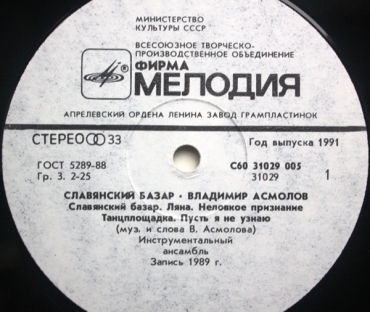 МИНИСТЕРСТВО
КУЛЬТУРЫ СССР
ВСЕСОЮЗНОЕ ТВОРЧЕСКО-
ПРОИЗВОДСТВЕННОЕ ОБЪЕДИНЕНИЕ
ФИРМА
МЕЛОДИЯ
АПРЕЛЕВСКИЙ ОРДЕНА ЛЕНИНА ЗАВОД ГРАМПЛАСТИНОК
СТЕРЕО 33
Год выпуска 1991
ГОСТ 5289-88
С60 31029 005
Гр. 3. 2-25
31029
1
СЛАВЯНСКИЙ БАЗАР · ВЛАДИМИР АСМОЛОВ
Славянский базар. Ляна. Неловкое признание
Танцплощадка. Пусть я не узнаю
(муз. и слова В. Асмолова)
Инструментальный
ансамбль
Запись 1989 г.